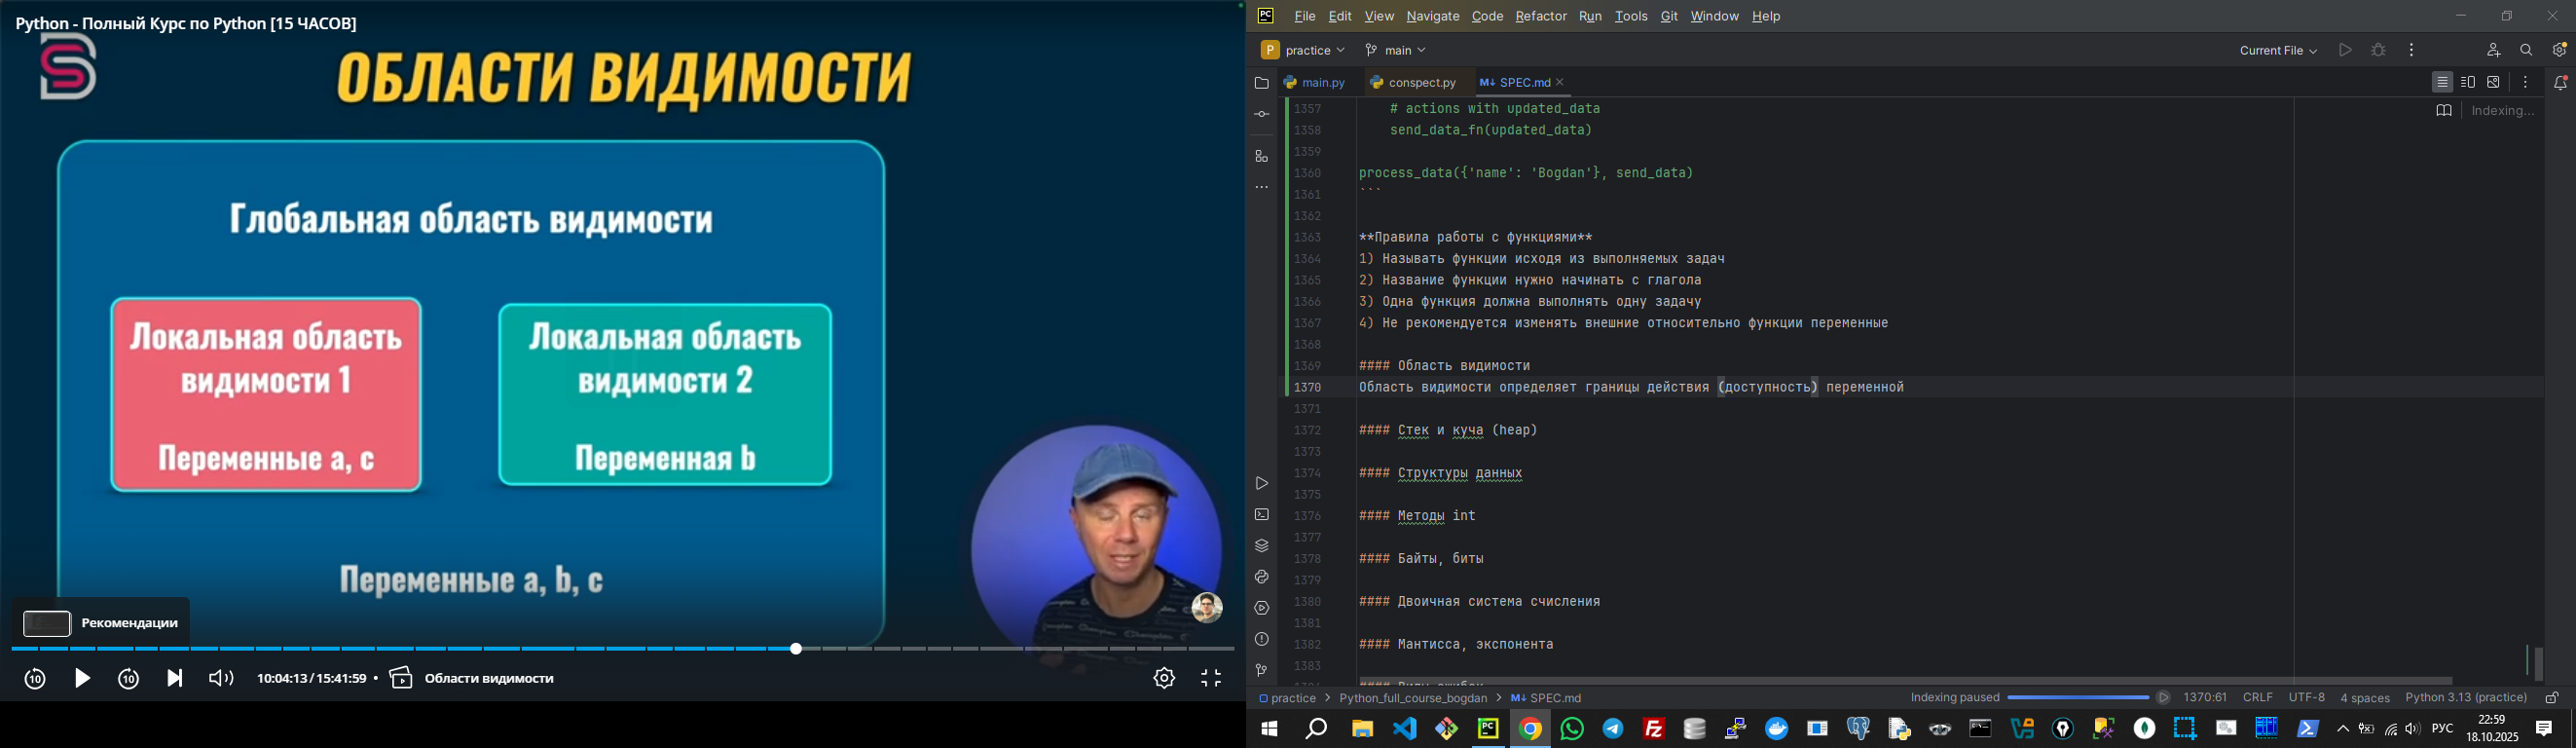 Python - Полный Курс по Python [15 ЧАСОВ]
ОБЛАСТИ ВИДИМОСТИ
Глобальная область видимости
Локальная область
видимости 1
Переменные a, c
Локальная область
видимости 2
Переменная b
Переменные a, b, c
Рекомендации
10
10
10:04:13 / 15:41:59 • Области видимости
PC File Edit View Navigate Code Refactor Run Tools Git Window Help
P practice main Current File
main.py conspect.py M↓ SPEC.md
Indexing...
1357 # actions with updated_data
1358 send_data_fn(updated_data)
1359
1360 process_data({'name': 'Bogdan'}, send_data)
1361 ```
1362
1363 **Правила работы с функциями**
1364 1) Называть функции исходя из выполняемых задач
1365 2) Название функции нужно начинать с глагола
1366 3) Одна функция должна выполнять одну задачу
1367 4) Не рекомендуется изменять внешние относительно функции переменные
1368
1369 #### Область видимости
1370 Область видимости определяет границы действия (доступность) переменной
1371
1372 #### Стек и куча (heap)
1373
1374 #### Структуры данных
1375
1376 #### Методы int
1377
1378 #### Байты, биты
1379
1380 #### Двоичная система счисления
1381
1382 #### Мантисса, экспонента
1383
practice > Python_full_course_bogdan > M↓ SPEC.md
Indexing paused 1370:61 CRLF UTF-8 4 spaces Python 3.13 (practice)
РУС
22:59
18.10.2025